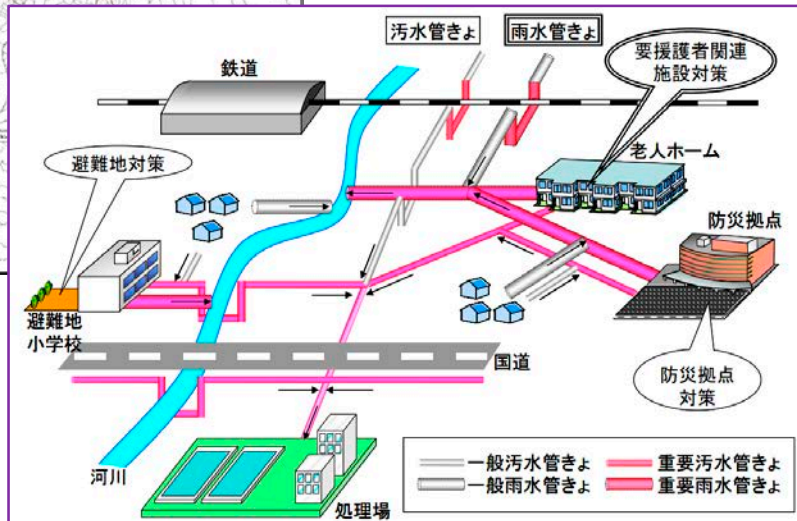 汚水管きょ
雨水管きょ
要援護者関連
施設対策
鉄道
避難地対策
老人ホーム
防災拠点
避難地
小学校
国道
防災拠点
対策
河川
処理場
一般汚水管きょ
重要汚水管きょ
一般雨水管きょ
重要雨水管きょ